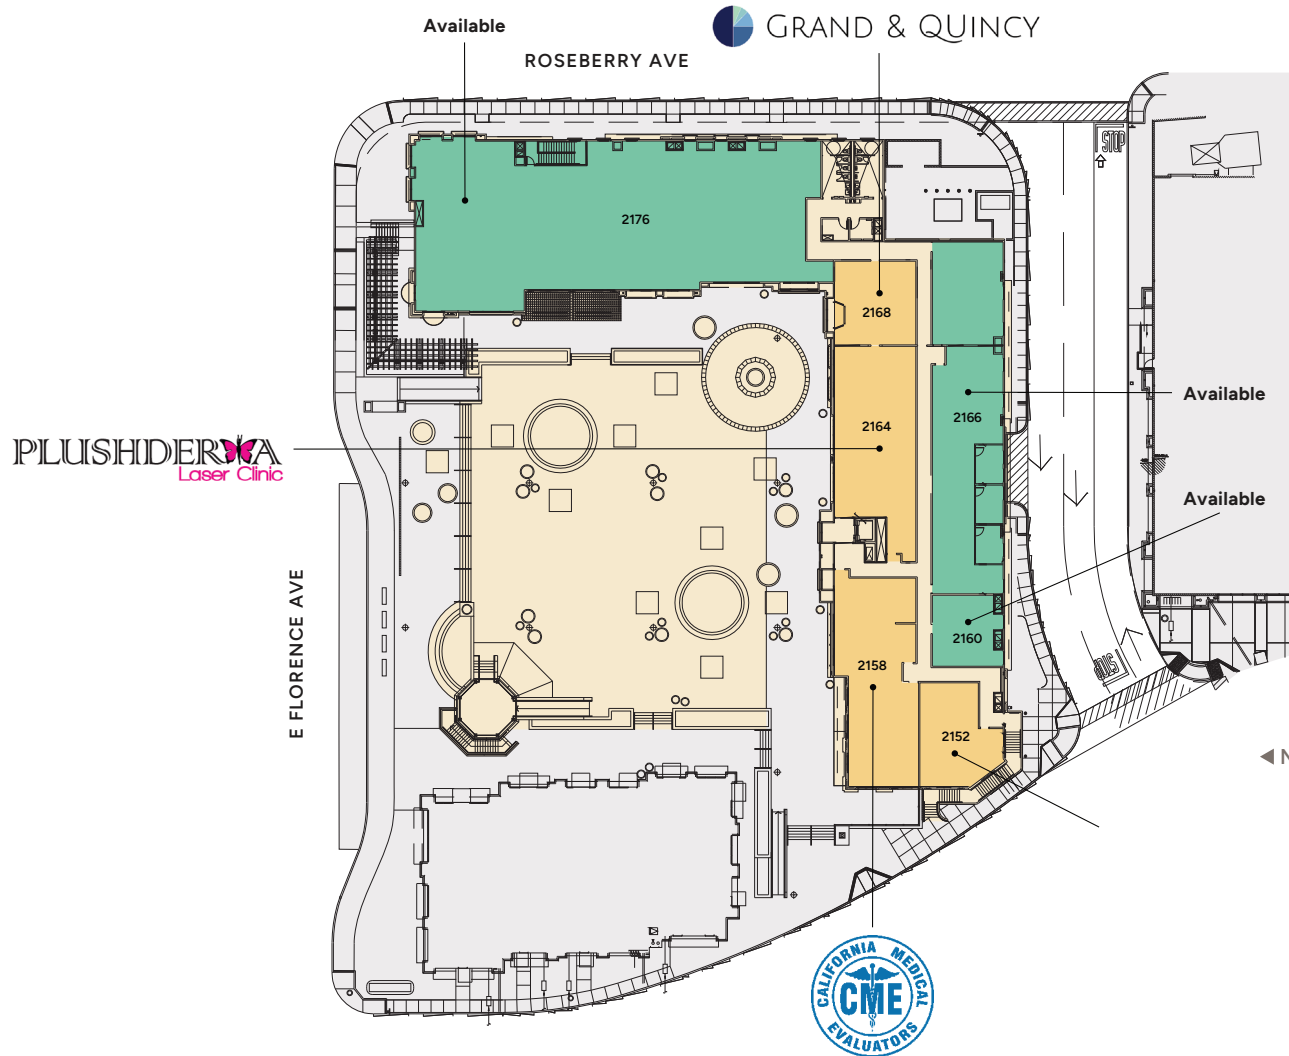 Available
GRAND & QUINCY
ROSEBERRY AVE
STOP
2176
2168
Available
2166
2164
PLUSHDERMA
Laser Clinic
Available
E FLORENCE AVE
2160
2158
STOP
2152
N
CALIFORNIA MEDICAL
CME
EVALUATORS